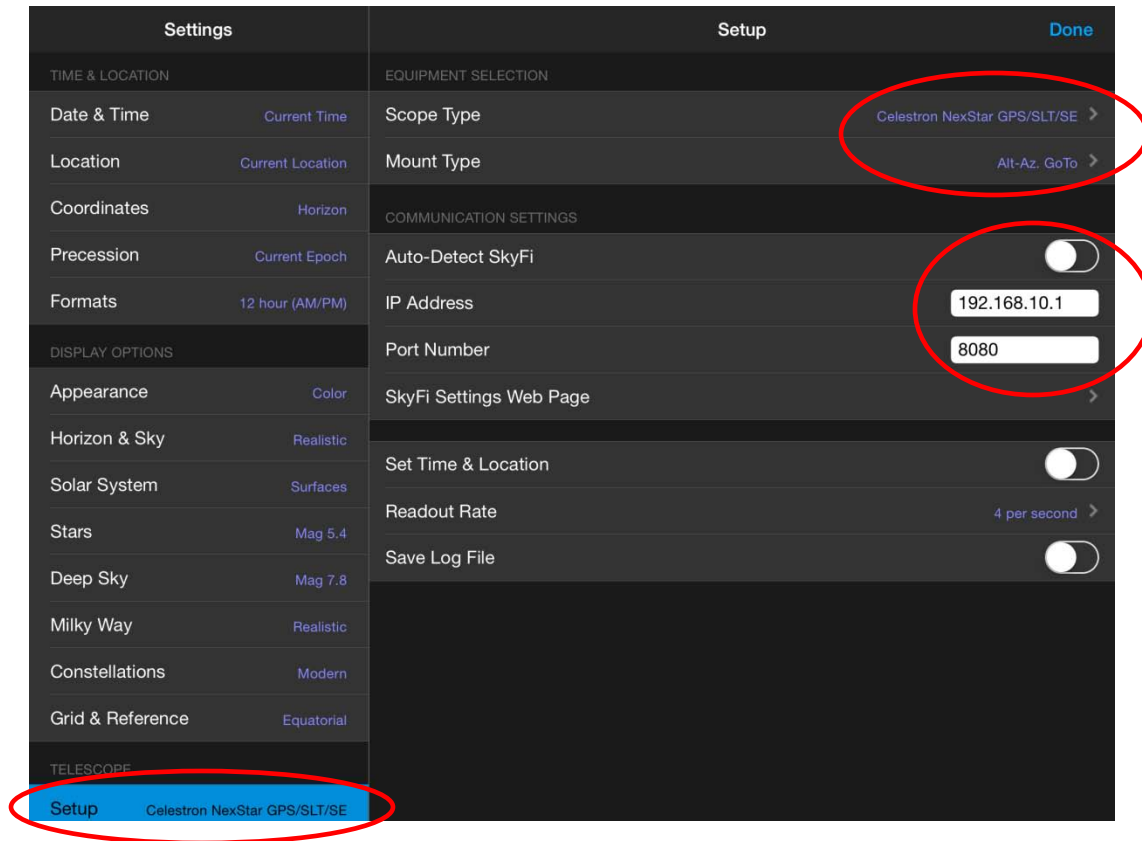 Settings
TIME & LOCATION
Date & Time Current Time
Location Current Location
Coordinates Horizon
Precession Current Epoch
Formats 12 hour (AM/PM)
DISPLAY OPTIONS
Appearance Color
Horizon & Sky Realistic
Solar System Surfaces
Stars Mag 5.4
Deep Sky Mag 7.8
Milky Way Realistic
Constellations Modern
Grid & Reference Equatorial
TELESCOPE
Setup Celestron NexStar GPS/SLT/SE
Setup Done
EQUIPMENT SELECTION
Scope Type Celestron NexStar GPS/SLT/SE >
Mount Type Alt-Az. GoTo >
COMMUNICATION SETTINGS
Auto-Detect SkyFi
IP Address 192.168.10.1
Port Number 8080
SkyFi Settings Web Page >
Set Time & Location
Readout Rate 4 per second >
Save Log File